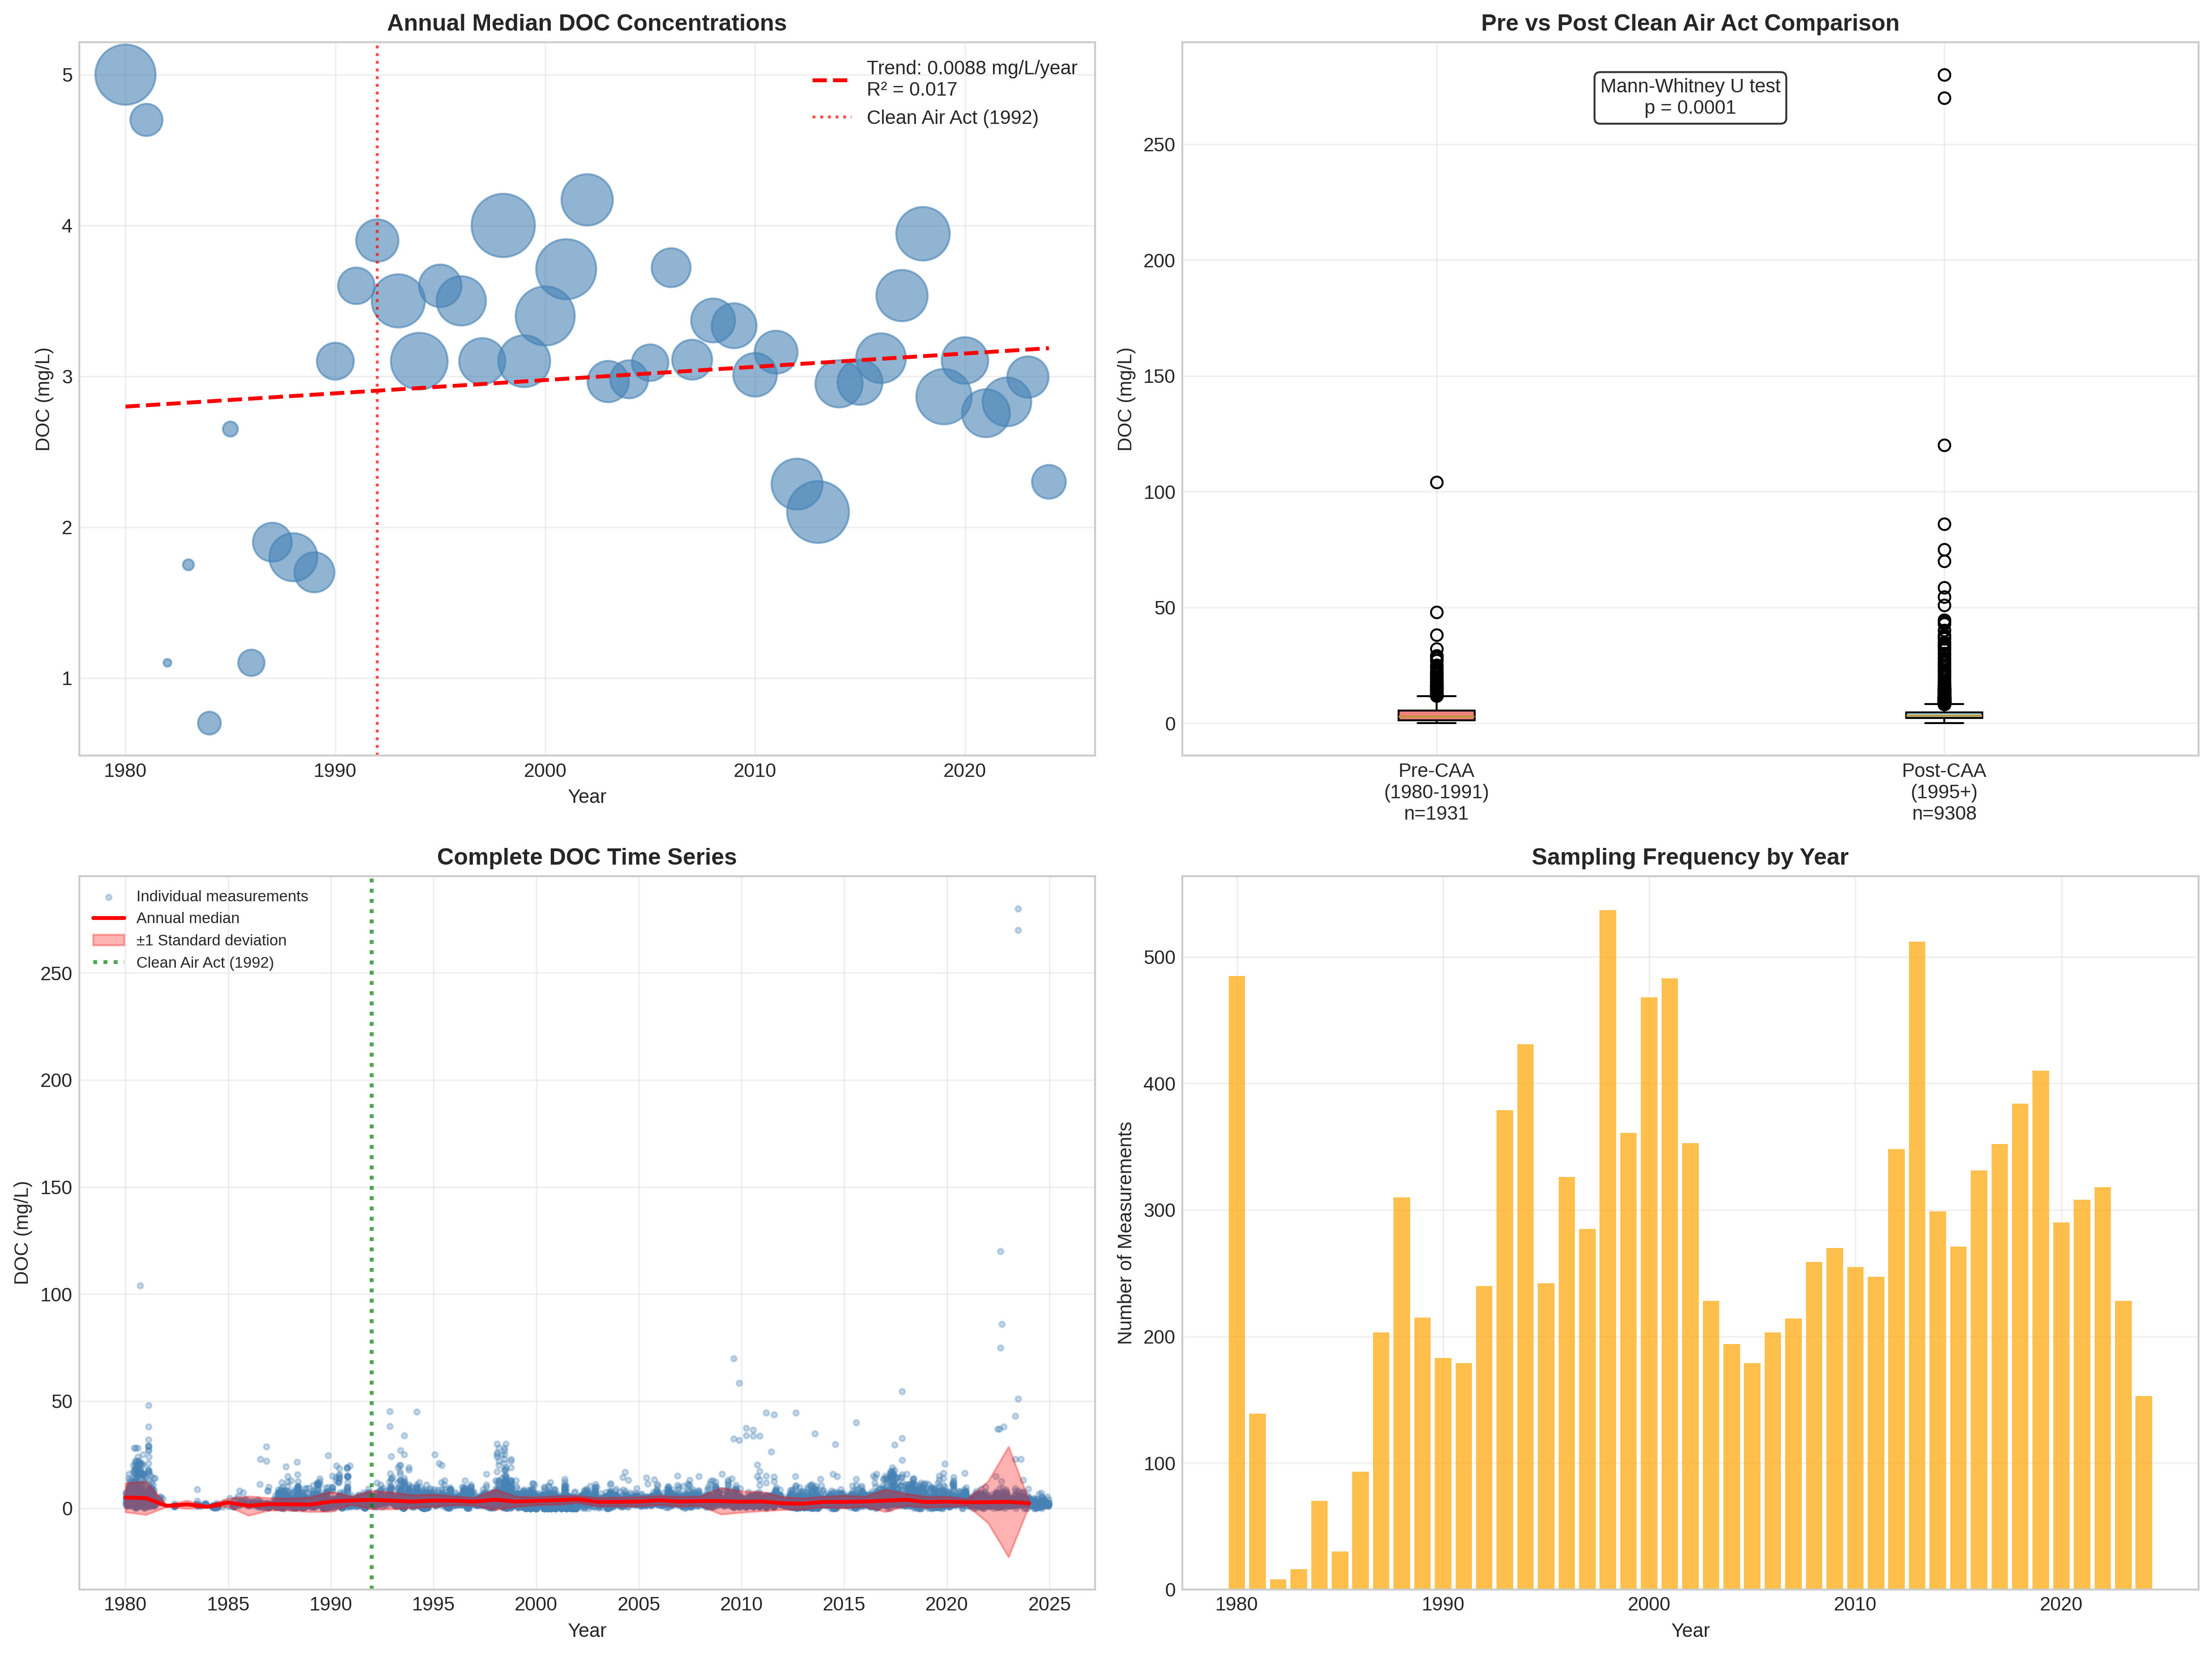 Annual Median DOC Concentrations
Trend: 0.0088 mg/L/year
R² = 0.017
Clean Air Act (1992)
5
4
3
2
1
DOC (mg/L)
1980
1990
2000
2010
2020
Year
Pre vs Post Clean Air Act Comparison
Mann-Whitney U test
p = 0.0001
250
200
150
100
50
0
DOC (mg/L)
Pre-CAA
(1980-1991)
n=1931
Post-CAA
(1995+)
n=9308
Complete DOC Time Series
Individual measurements
Annual median
±1 Standard deviation
Clean Air Act (1992)
250
200
150
100
50
0
DOC (mg/L)
1980
1985
1990
1995
2000
2005
2010
2015
2020
2025
Year
Sampling Frequency by Year
500
400
300
200
100
0
Number of Measurements
1980
1990
2000
2010
2020
Year